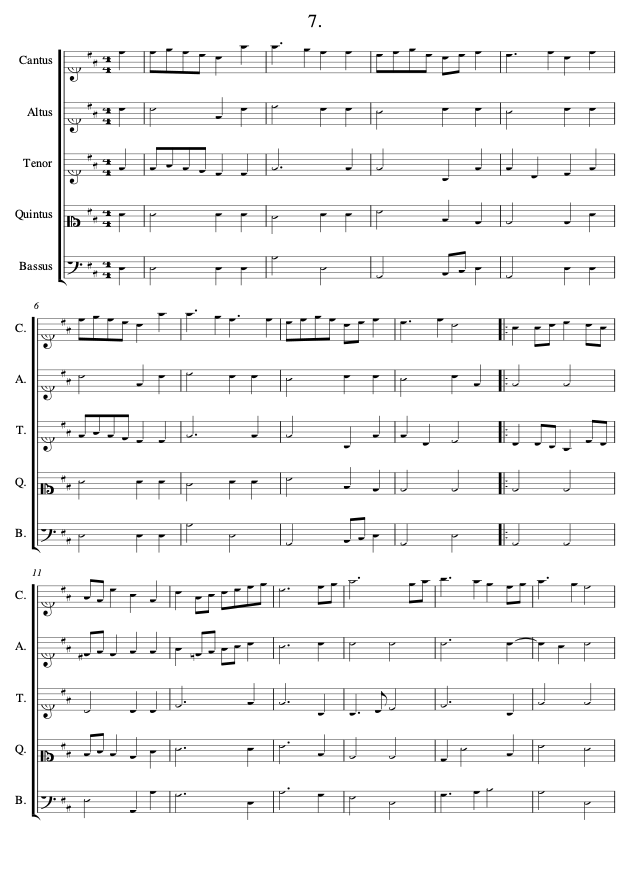 7.
Cantus
Altus
Tenor
Quintus
Bassus
6
C.
A.
T.
Q.
B.
11
C.
A.
T.
Q.
B.